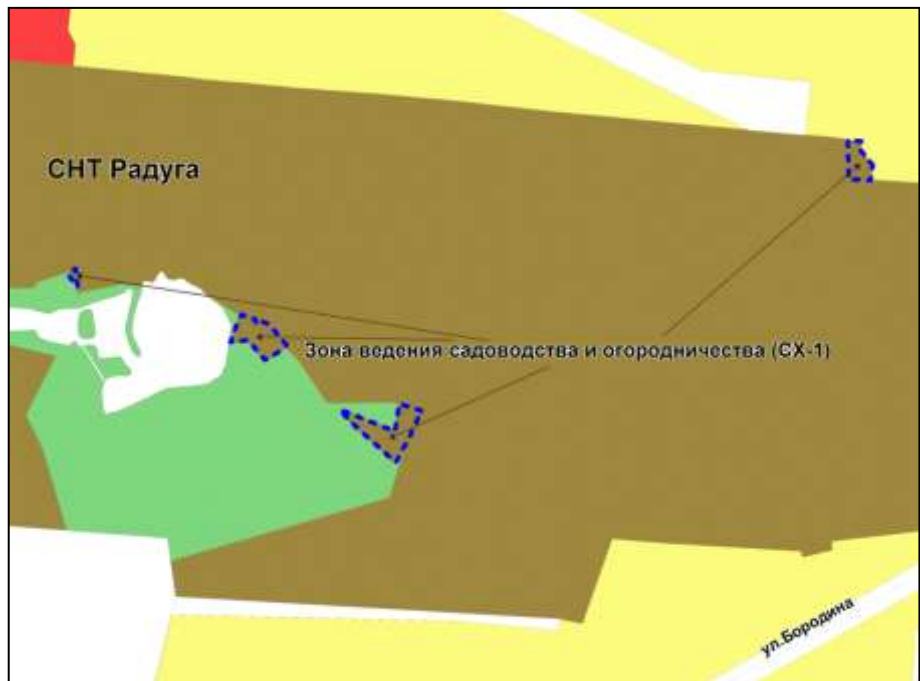 СНТ Радуга
Зона ведения садоводства и огородничества (СХ-1)
ул.Бородина